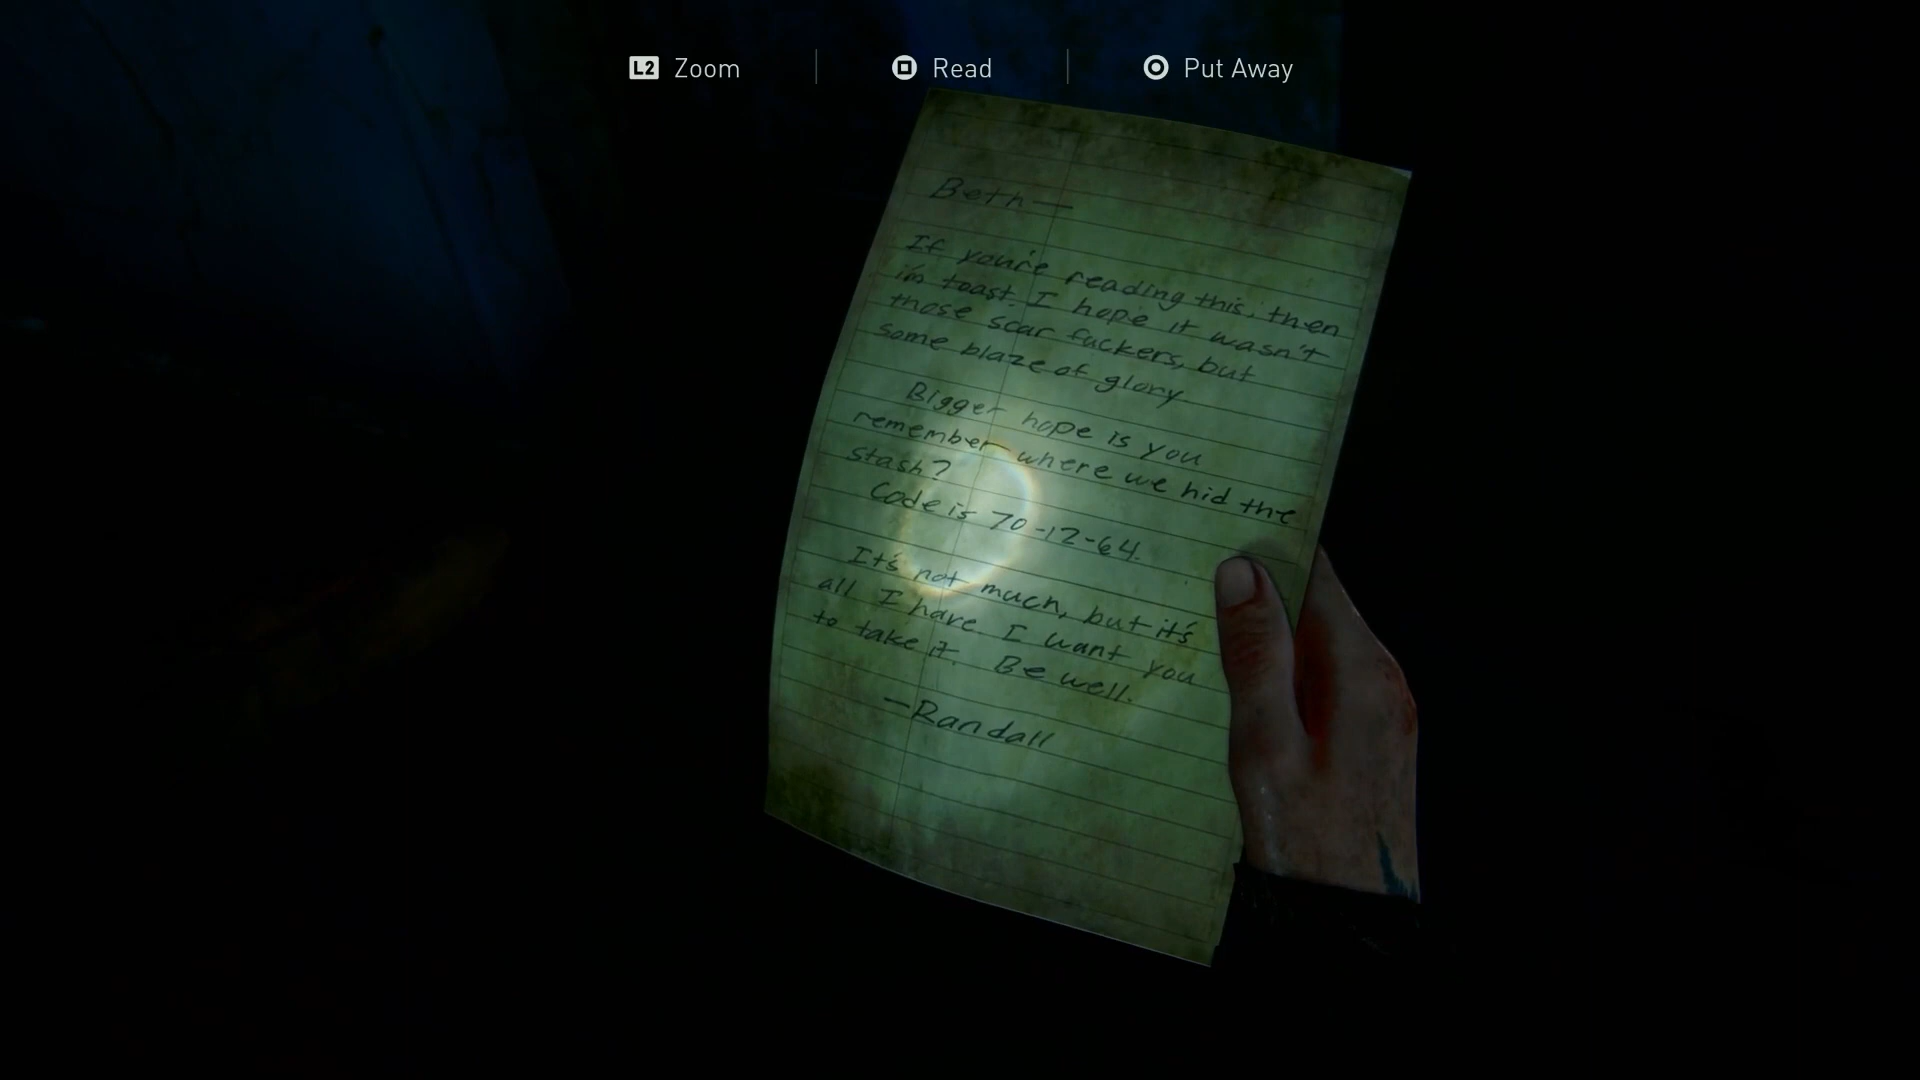 L2 Zoom Read Put Away
Beth—
If you're reading this, then
i'm toast. I hope it wasn't
those scar fuckers, but
some blaze of glory
Bigger hope is you
remember where we hid the
stash?
Code is 70-12-64.
It's not much, but it's
all I have. I want you
to take it. Be well.
—Randall